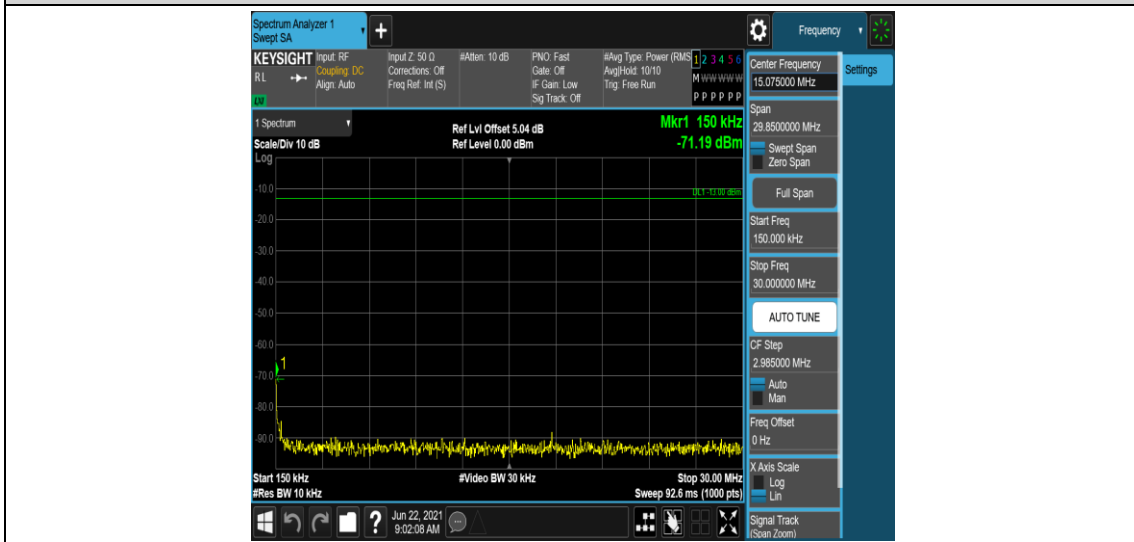 Spectrum Analyzer 1
Swept SA
+
Frequency
KEYSIGHT
RL
LXI
Input: RF
Coupling: DC
Align: Auto
Input Z: 50 Ω
Corrections: Off
Freq Ref: Int (S)
#Atten: 10 dB
PNO: Fast
Gate: Off
IF Gain: Low
Sig Track: Off
#Avg Type: Power (RMS
Avg|Hold: 10/10
Trig: Free Run
1 2 3 4 5 6
M W W W W W
P P P P P P
Center Frequency
15.075000 MHz
Settings
Span
29.8500000 MHz
Swept Span
Zero Span
Full Span
Start Freq
150.000 kHz
Stop Freq
30.000000 MHz
AUTO TUNE
CF Step
2.985000 MHz
Auto
Man
Freq Offset
0 Hz
X Axis Scale
Log
Lin
Signal Track
(Span Zoom)
1 Spectrum
Scale/Div 10 dB
Log
Ref Lvl Offset 5.04 dB
Ref Level 0.00 dBm
Mkr1 150 kHz
-71.19 dBm
-10.0
DL1 -13.00 dBm
-20.0
-30.0
-40.0
-50.0
-60.0
1
-70.0
-80.0
-90.0
Start 150 kHz
#Res BW 10 kHz
#Video BW 30 kHz
Stop 30.00 MHz
Sweep 92.6 ms (1000 pts)
?
Jun 22, 2021
9:02:08 AM